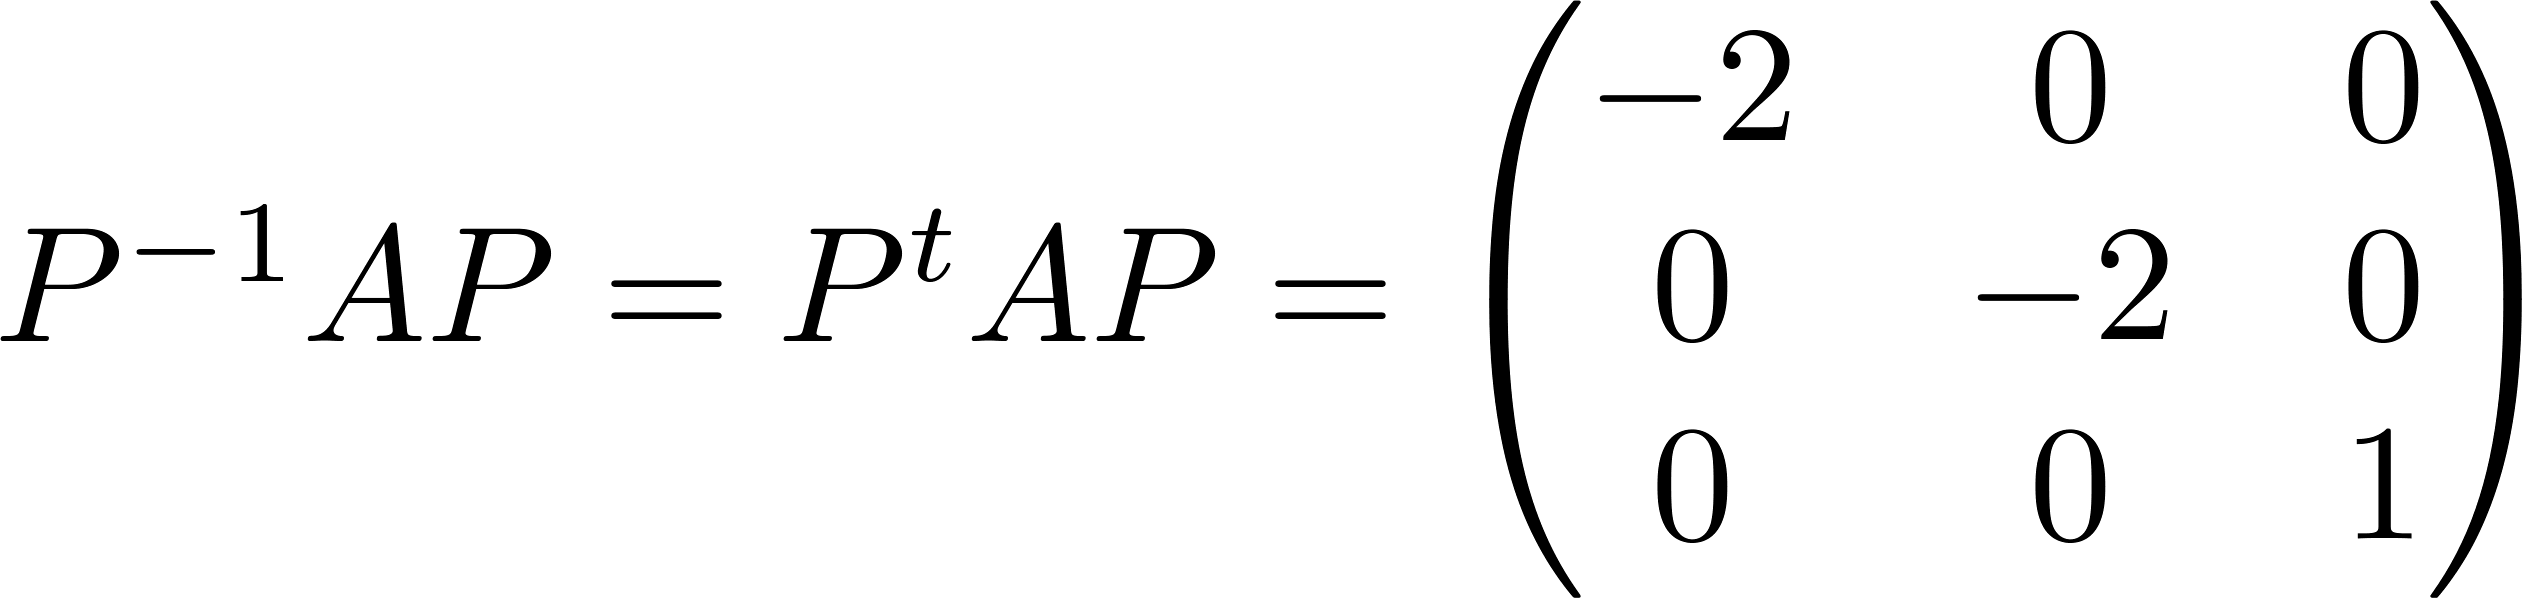 P^{-1}AP = P^{t}AP = \begin{pmatrix} -2 & 0 & 0 \\ 0 & -2 & 0 \\ 0 & 0 & 1 \end{pmatrix}